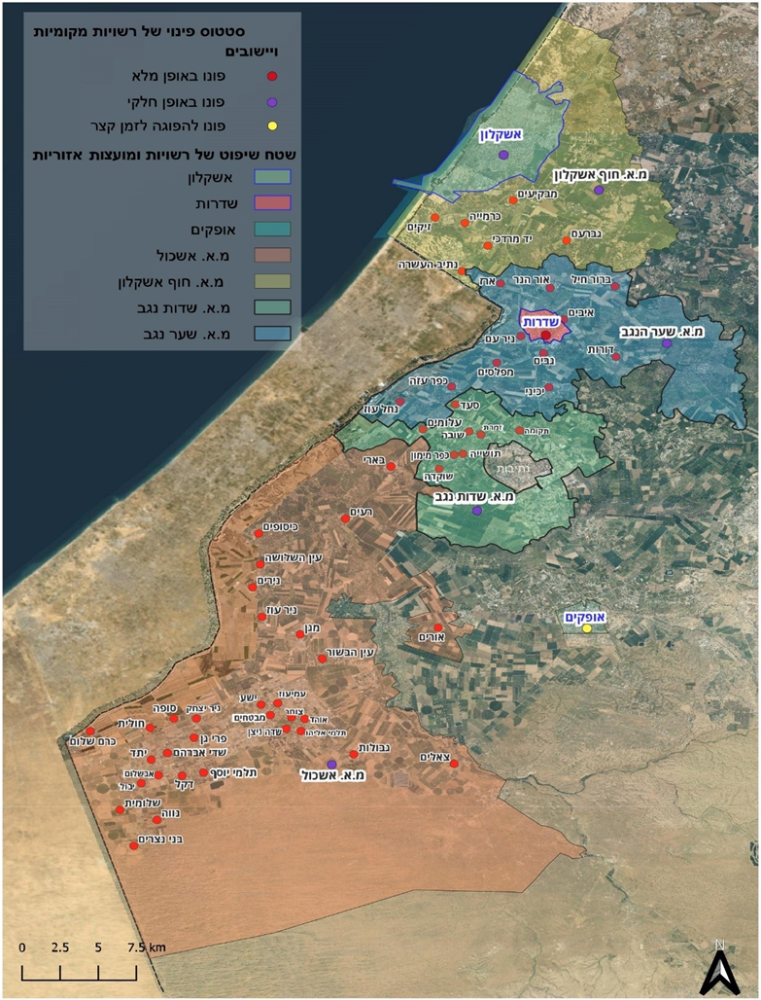 סטטוס פינוי של רשויות מקומיות
ויישובים
פונו באופן מלא
פונו באופן חלקי
פונו להפוגה לזמן קצר
שטח שיפוט של רשויות ומועצות אזוריות
אשקלון
שדרות
אופקים
מ.א. אשכול
מ.א. חוף אשקלון
מ.א. שדות נגב
מ.א. שער נגב
אשקלון
מ.א. חוף אשקלון
מבקיעים
כרמייה
זיקים
גברעם
יד מרדכי
נתיב העשרה
ארז
אור הנר
ברור חיל
איבים
שדרות
מ.א. שער הנגב
ניר עם
נבים
דורות
מפלסים
כפר עזה
יכיני
נחל עוז
סעד
עלומים
שובה
זמרת
תקומה
כפר מימון
תושייה
שוקדה
נתיבות
בארי
מ.א. שדות נגב
רעים
כיסופים
עין השלושה
נירים
ניר עוז
מגן
אורים
אופקים
עין הבשור
עמיעוז
ישע
צוחר
אוהד
מבטחים
שדה ניצן
תלמי אליהו
ניר יצחק
סופה
חולית
כרם שלום
פרי גן
שדי אברהם
יתד
גבולות
צאלים
אבשלום
יבול
דקל
תלמי יוסף
מ.א. אשכול
שלומית
נווה
בני נצרים
0 2.5 5 7.5 km
N